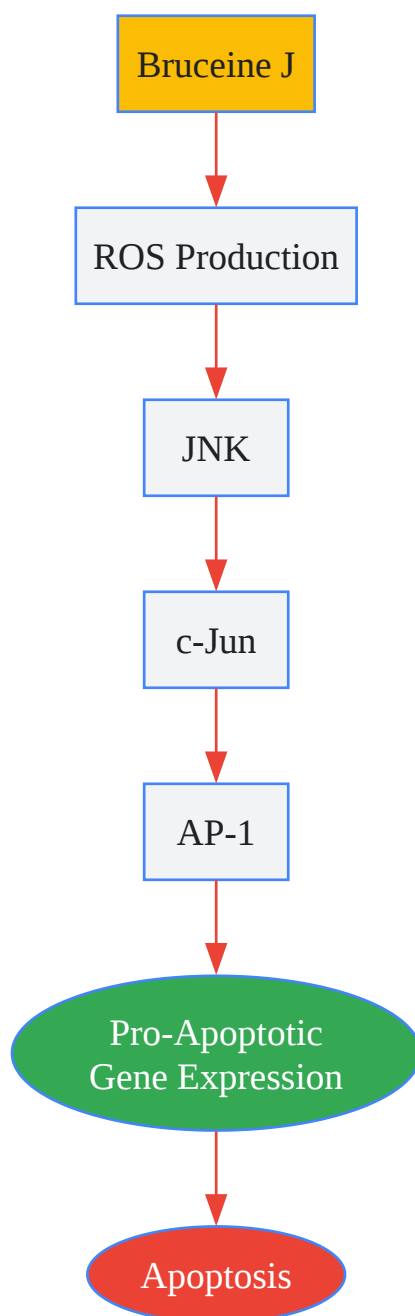 Bruceine J
ROS Production
JNK
c-Jun
AP-1
Pro-Apoptotic
Gene Expression
Apoptosis